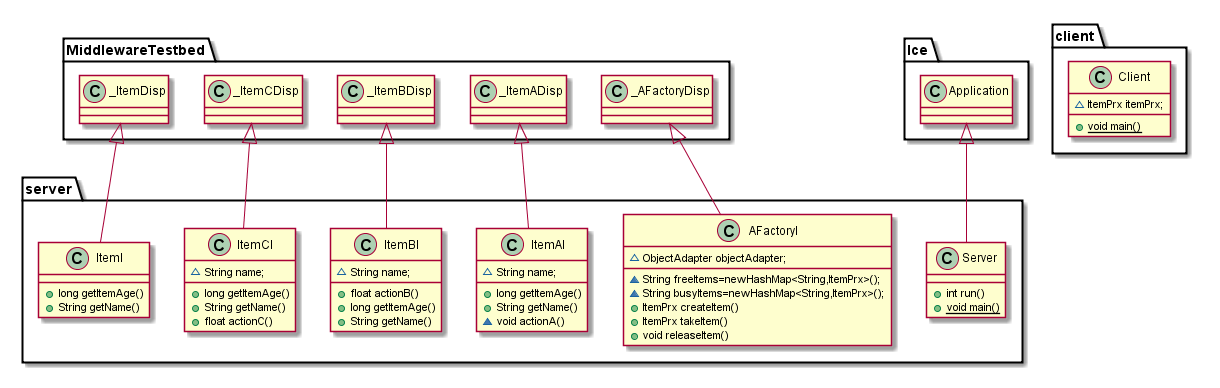 MiddlewareTestbed
C _ItemDisp
C _ItemCDisp
C _ItemBDisp
C _ItemADisp
C _AFactoryDisp
Ice
C Application
client
C Client
ItemPrx itemPrx;
void main()
server
C ItemI
long getItemAge()
String getName()
C ItemCI
String name;
long getItemAge()
String getName()
float actionC()
C ItemBI
String name;
float actionB()
long getItemAge()
String getName()
C ItemAI
String name;
long getItemAge()
String getName()
void actionA()
C AFactoryI
ObjectAdapter objectAdapter;
String freeItems=newHashMap<String,ItemPrx>();
String busyItems=newHashMap<String,ItemPrx>();
ItemPrx createItem()
ItemPrx takeItem()
void releaseItem()
C Server
int run()
void main()